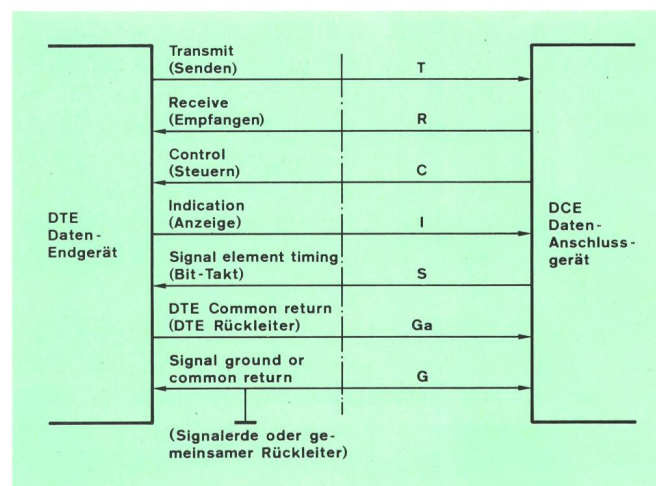 Transmit
(Senden)
T
Receive
(Empfangen)
R
Control
(Steuern)
C
Indication
(Anzeige)
I
DTE
Daten-
Endgerät
DCE
Daten-
Anschluss-
gerät
Signal element timing
(Bit-Takt)
S
DTE Common return
(DTE Rückleiter)
Ga
Signal ground or
common return
G
(Signalerde oder ge-
meinsamer Rückleiter)